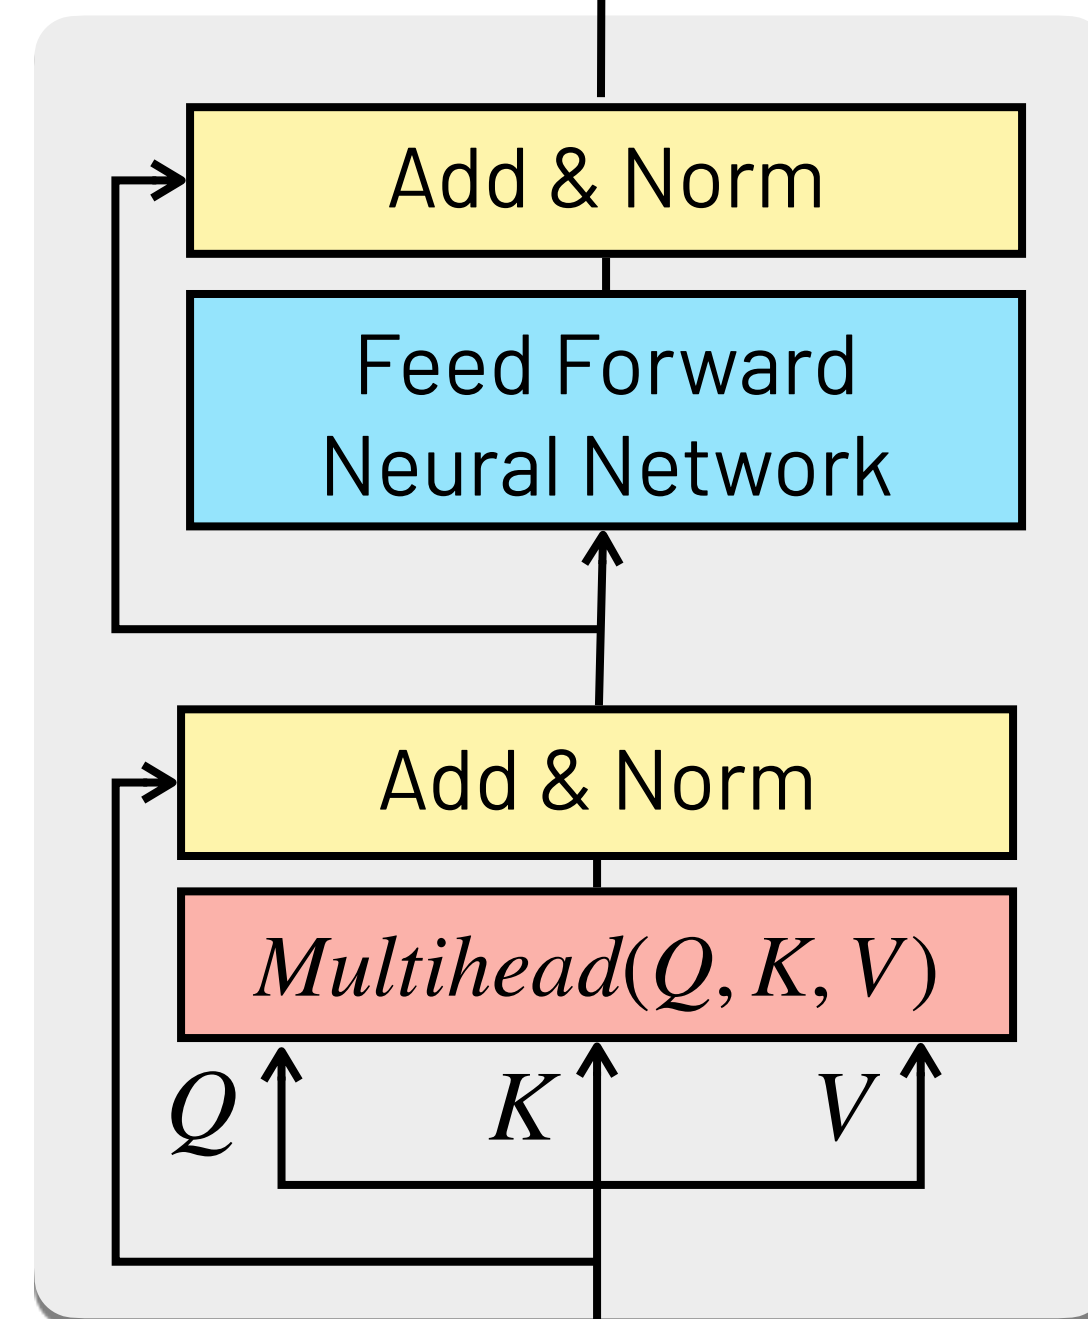 Add & Norm
Feed Forward
Neural Network
Add & Norm
Multihead(Q, K, V)
Q K V